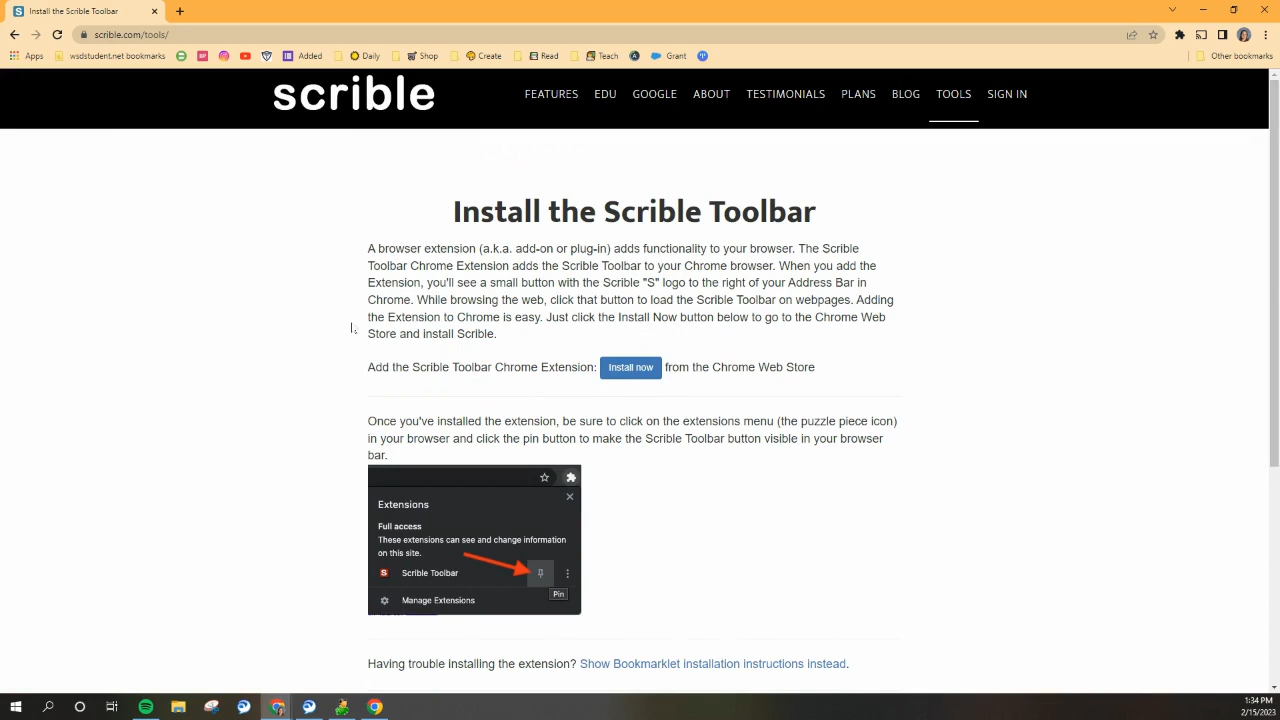 Install the Scrible Toolbar
scrible.com/tools/
Apps
wsdstudent.net bookmarks
Added
Daily
Shop
Create
Read
Teach
Grant
Other bookmarks
scrible
FEATURES EDU GOOGLE ABOUT TESTIMONIALS PLANS BLOG TOOLS SIGN IN
Install the Scrible Toolbar
A browser extension (a.k.a. add-on or plug-in) adds functionality to your browser. The Scrible
Toolbar Chrome Extension adds the Scrible Toolbar to your Chrome browser. When you add the
Extension, you'll see a small button with the Scrible "S" logo to the right of your Address Bar in
Chrome. While browsing the web, click that button to load the Scrible Toolbar on webpages. Adding
the Extension to Chrome is easy. Just click the Install Now button below to go to the Chrome Web
Store and install Scrible.
Add the Scrible Toolbar Chrome Extension: Install now from the Chrome Web Store
Once you've installed the extension, be sure to click on the extensions menu (the puzzle piece icon)
in your browser and click the pin button to make the Scrible Toolbar button visible in your browser
bar.
Extensions
Full access
These extensions can see and change information
on this site.
Scrible Toolbar
Pin
Manage Extensions
Having trouble installing the extension? Show Bookmarklet installation instructions instead.
1:34 PM
2/15/2023